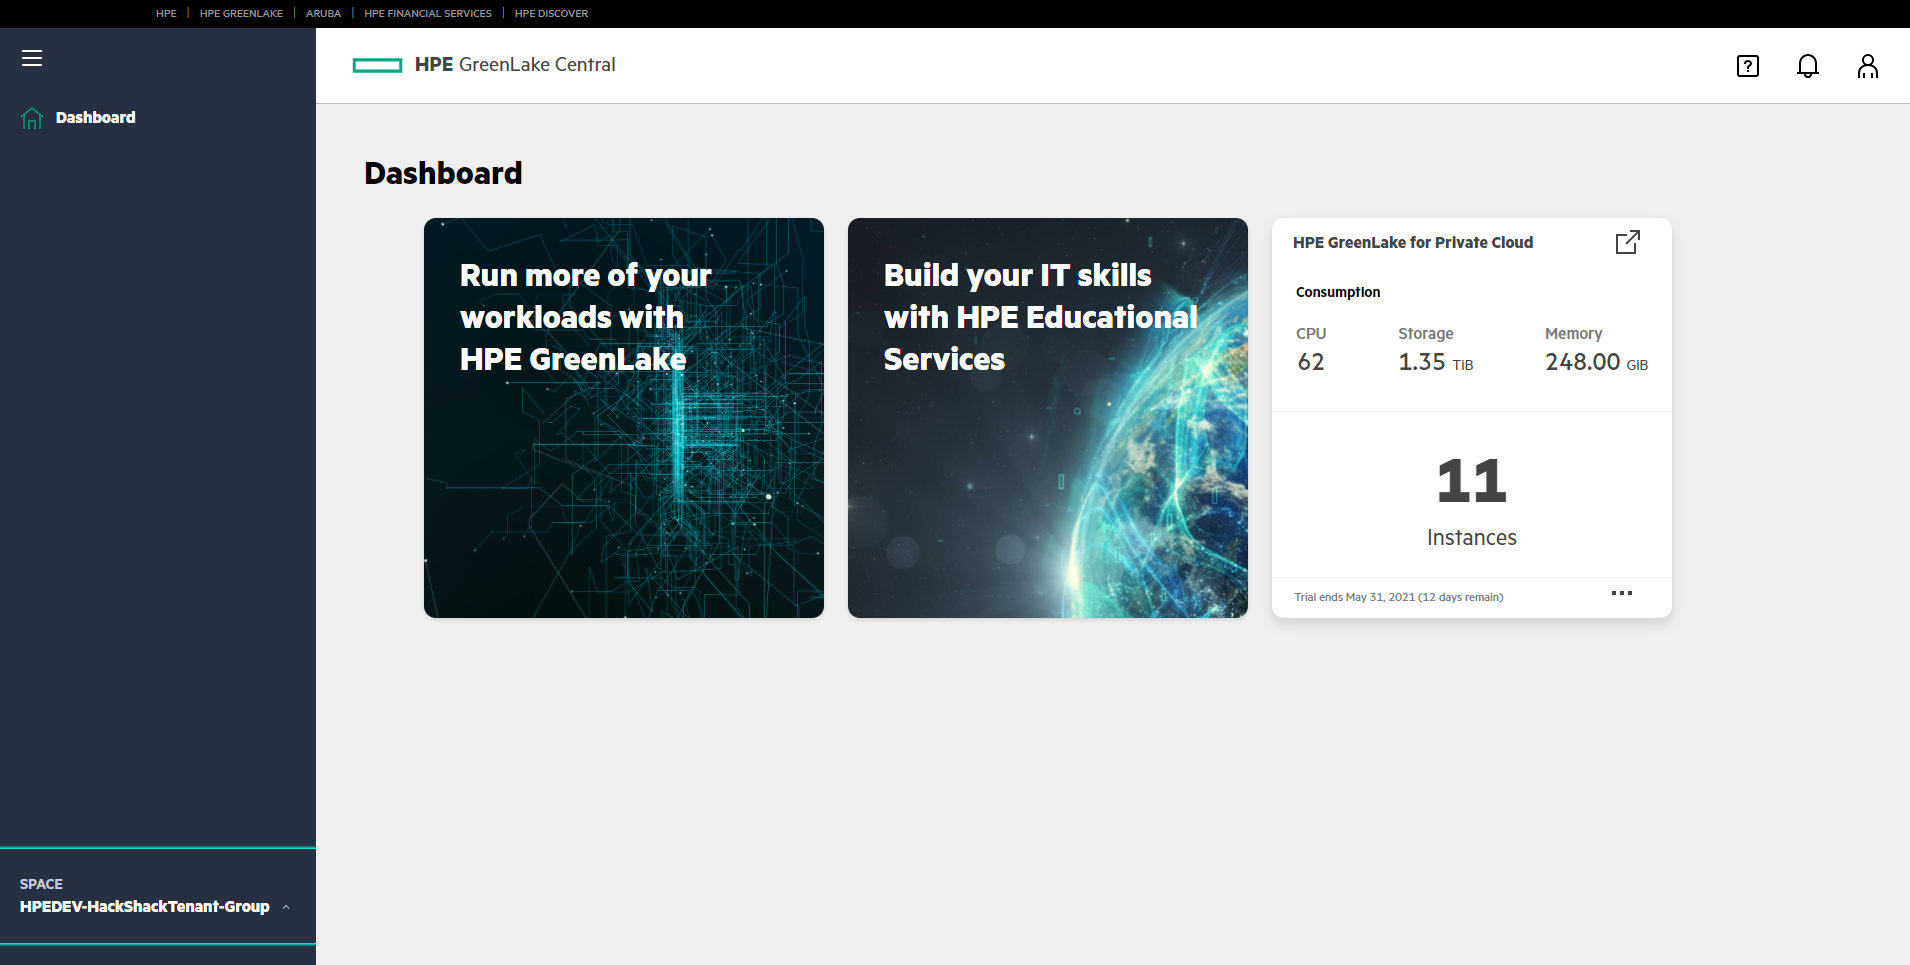 HPE | HPE GREENLAKE | ARUBA | HPE FINANCIAL SERVICES | HPE DISCOVER
HPE GreenLake Central
?
Dashboard
Dashboard
Run more of your
workloads with
HPE GreenLake
Build your IT skills
with HPE Educational
Services
HPE GreenLake for Private Cloud
Consumption
CPU Storage Memory
62 1.35 TIB 248.00 GIB
11
Instances
Trial ends May 31, 2021 (12 days remain)
SPACE
HPEDEV-HackShackTenant-Group